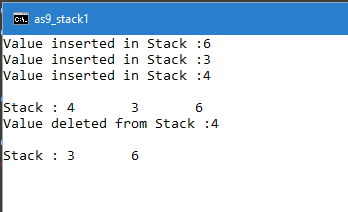 as9_stack1
Value inserted in Stack :6
Value inserted in Stack :3
Value inserted in Stack :4
Stack : 4 3 6
Value deleted from Stack :4
Stack : 3 6